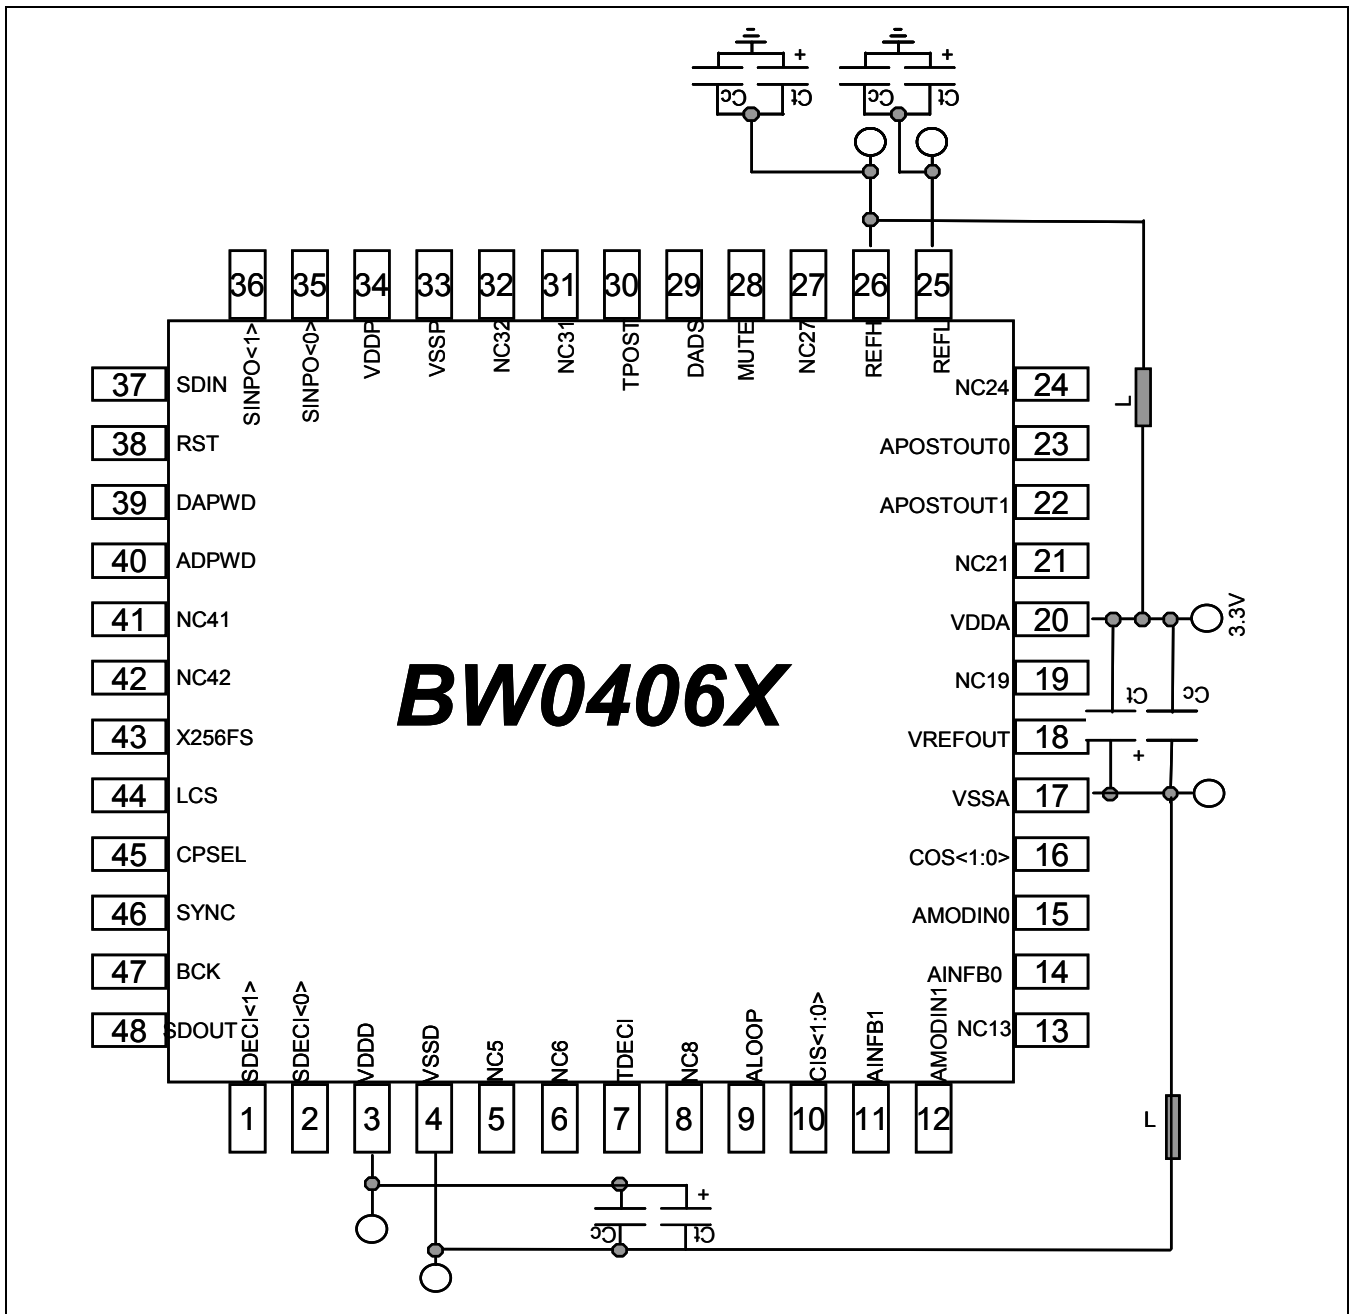 + +
Cc Ct Cc Ct
36 35 34 33 32 31 30 29 28 27 26 25
SINPO<1> SINPO<0> VDDP VSSP NC32 NC31 TPOST DADS MUTE NC27 REFH REFL
37 SDIN
38 RST
39 DAPWD
40 ADPWD
41 NC41
42 NC42
43 X256FS
44 LCS
45 CPSEL
46 SYNC
47 BCK
48 SDOUT
BW0406X
NC24 24
L
APOSTOUT0 23
APOSTOUT1 22
NC21 21
VDDA 20
3.3V
NC19 19
Ct Cc
VREFOUT 18
+
VSSA 17
COS<1:0> 16
AMODIN0 15
AINFB0 14
NC13 13
SDECI<1> SDECI<0> VDDD VSSD NC5 NC6 TDECI NC8 ALOOP CIS<1:0> AINFB1 AMODIN1
1 2 3 4 5 6 7 8 9 10 11 12
L
+
Cc Ct